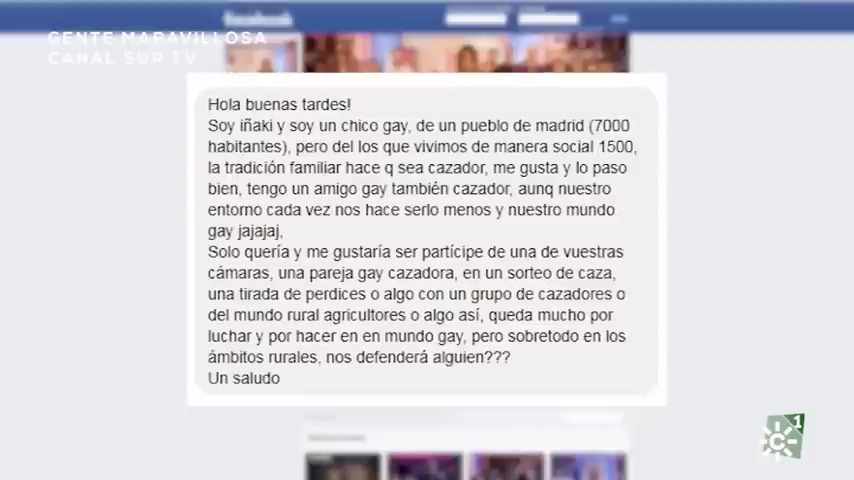 facebook
GENTE MARAVILLOSA
CANAL SUR TV
Hola buenas tardes!
Soy iñaki y soy un chico gay, de un pueblo de madrid (7000
habitantes), pero del los que vivimos de manera social 1500,
la tradición familiar hace q sea cazador, me gusta y lo paso
bien, tengo un amigo gay también cazador, aunq nuestro
entorno cada vez nos hace serlo menos y nuestro mundo
gay jajajaj,
Solo quería y me gustaría ser partícipe de una de vuestras
cámaras, una pareja gay cazadora, en un sorteo de caza,
una tirada de perdices o algo con un grupo de cazadores o
del mundo rural agricultores o algo así, queda mucho por
luchar y por hacer en en mundo gay, pero sobretodo en los
ámbitos rurales, nos defenderá alguien???
Un saludo
1